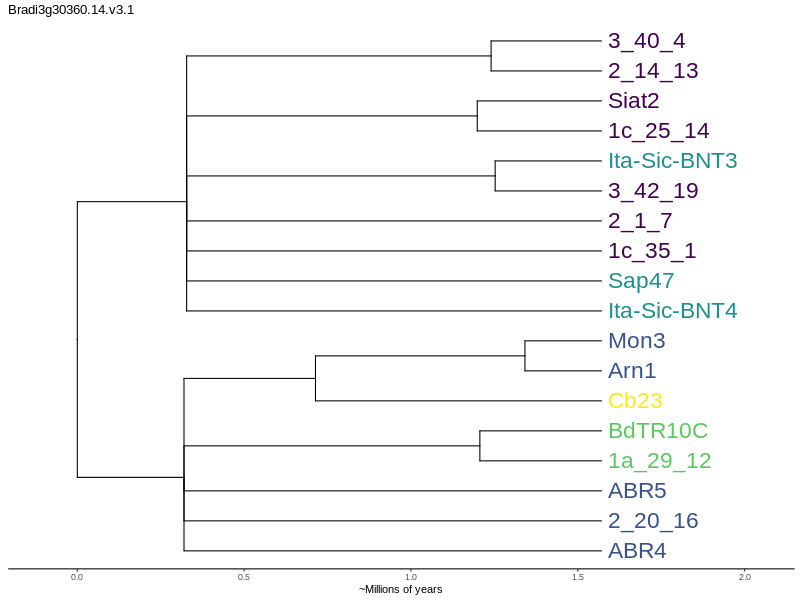 Bradi3g30360.14.v3.1
3_40_4
2_14_13
Siat2
1c_25_14
Ita-Sic-BNT3
3_42_19
2_1_7
1c_35_1
Sap47
Ita-Sic-BNT4
Mon3
Arn1
Cb23
BdTR10C
1a_29_12
ABR5
2_20_16
ABR4
0.0 0.5 1.0 1.5 2.0
~Millions of years